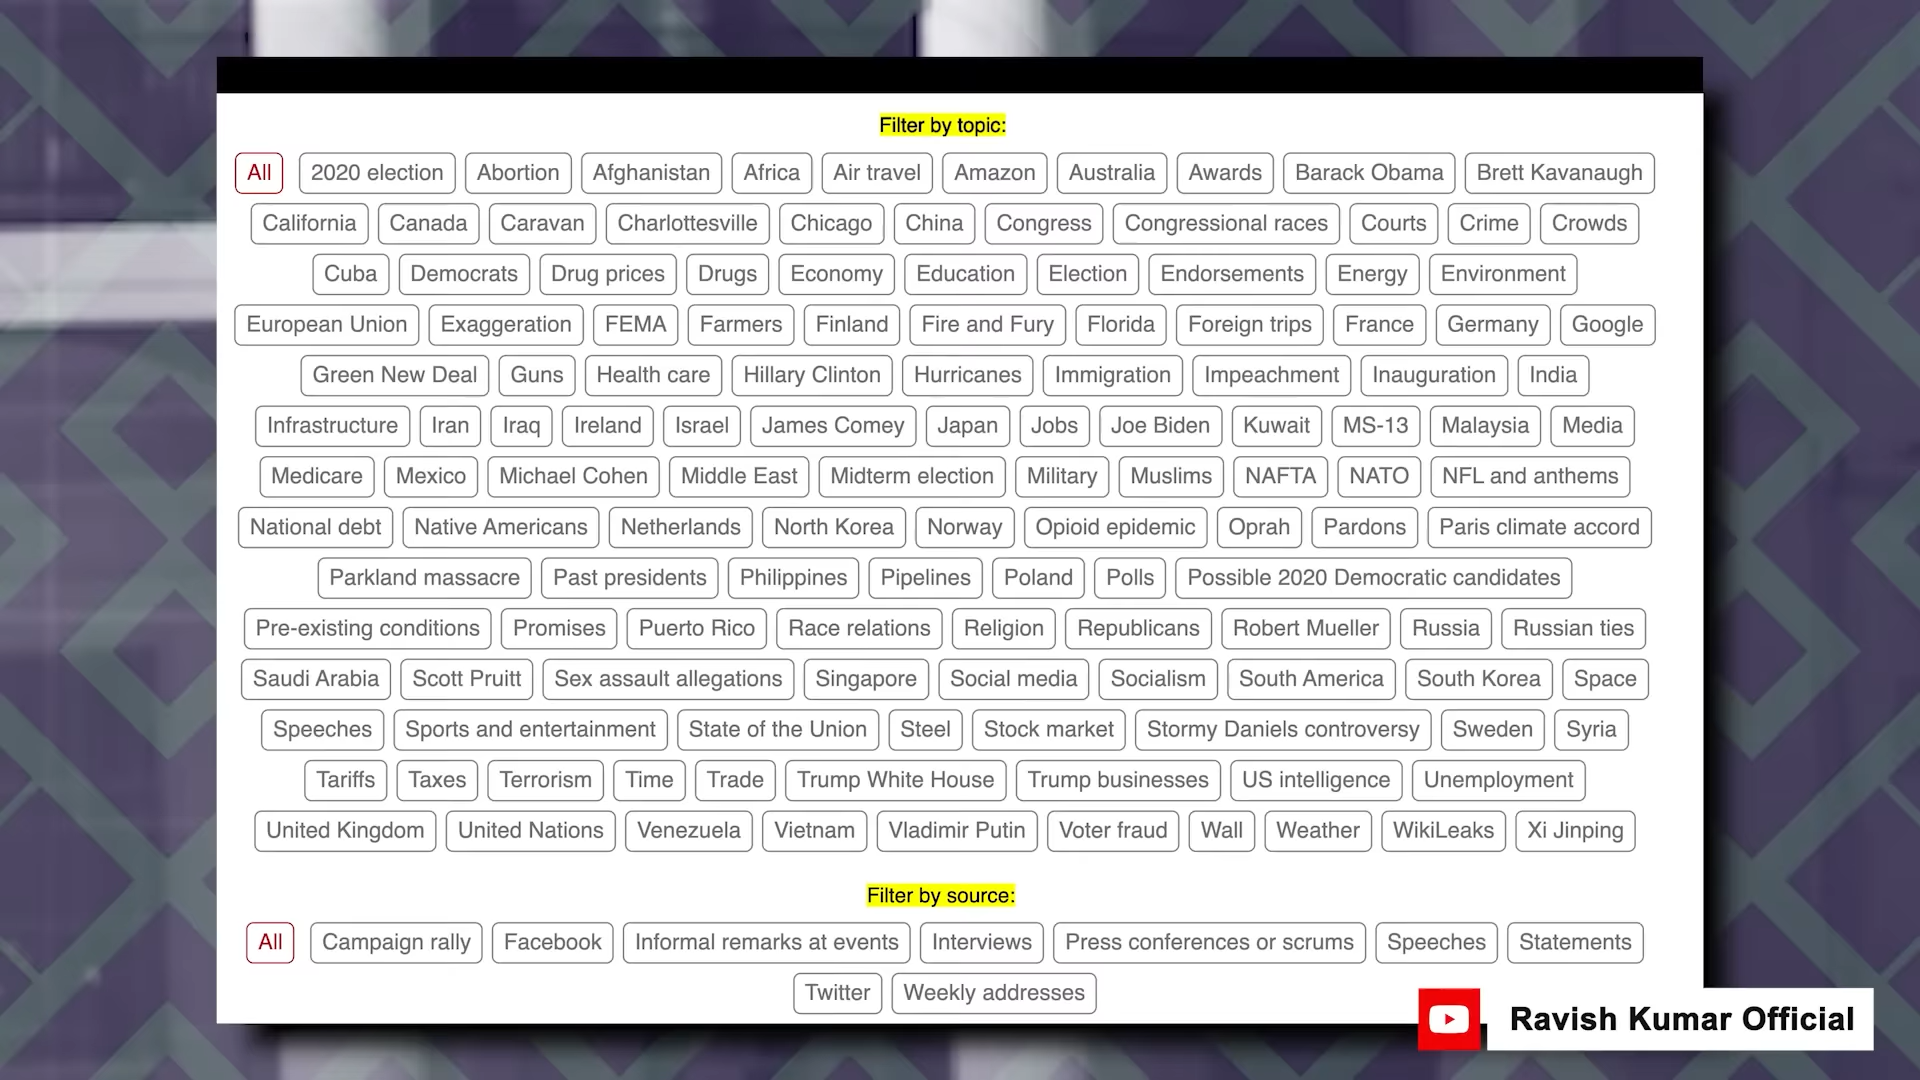 Filter by topic:
All 2020 election Abortion Afghanistan Africa Air travel Amazon Australia Awards Barack Obama Brett Kavanaugh
California Canada Caravan Charlottesville Chicago China Congress Congressional races Courts Crime Crowds
Cuba Democrats Drug prices Drugs Economy Education Election Endorsements Energy Environment
European Union Exaggeration FEMA Farmers Finland Fire and Fury Florida Foreign trips France Germany Google
Green New Deal Guns Health care Hillary Clinton Hurricanes Immigration Impeachment Inauguration India
Infrastructure Iran Iraq Ireland Israel James Comey Japan Jobs Joe Biden Kuwait MS-13 Malaysia Media
Medicare Mexico Michael Cohen Middle East Midterm election Military Muslims NAFTA NATO NFL and anthems
National debt Native Americans Netherlands North Korea Norway Opioid epidemic Oprah Pardons Paris climate accord
Parkland massacre Past presidents Philippines Pipelines Poland Polls Possible 2020 Democratic candidates
Pre-existing conditions Promises Puerto Rico Race relations Religion Republicans Robert Mueller Russia Russian ties
Saudi Arabia Scott Pruitt Sex assault allegations Singapore Social media Socialism South America South Korea Space
Speeches Sports and entertainment State of the Union Steel Stock market Stormy Daniels controversy Sweden Syria
Tariffs Taxes Terrorism Time Trade Trump White House Trump businesses US intelligence Unemployment
United Kingdom United Nations Venezuela Vietnam Vladimir Putin Voter fraud Wall Weather WikiLeaks Xi Jinping
Filter by source:
All Campaign rally Facebook Informal remarks at events Interviews Press conferences or scrums Speeches Statements
Twitter Weekly addresses
Ravish Kumar Official